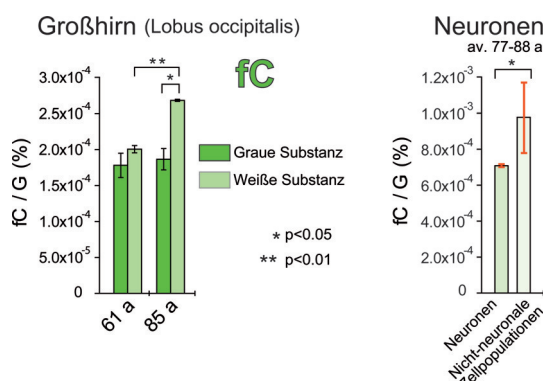 Großhirn (Lobus occipitalis)
fC
**
*
3.0x10-4
2.5x10-4
2.0x10-4
1.5x10-4
1.0x10-4
5.0x10-5
0
fC / G (%)
61 a
85 a
Graue Substanz
Weiße Substanz
* p<0.05
** p<0.01
Neuronen
av. 77-88 a
*
1.2x10-3
1.0x10-3
8.0x10-4
6.0x10-4
4.0x10-4
2.0x10-4
0
fC / G (%)
Neuronen
Nicht-neuronale
Zellpopulationen